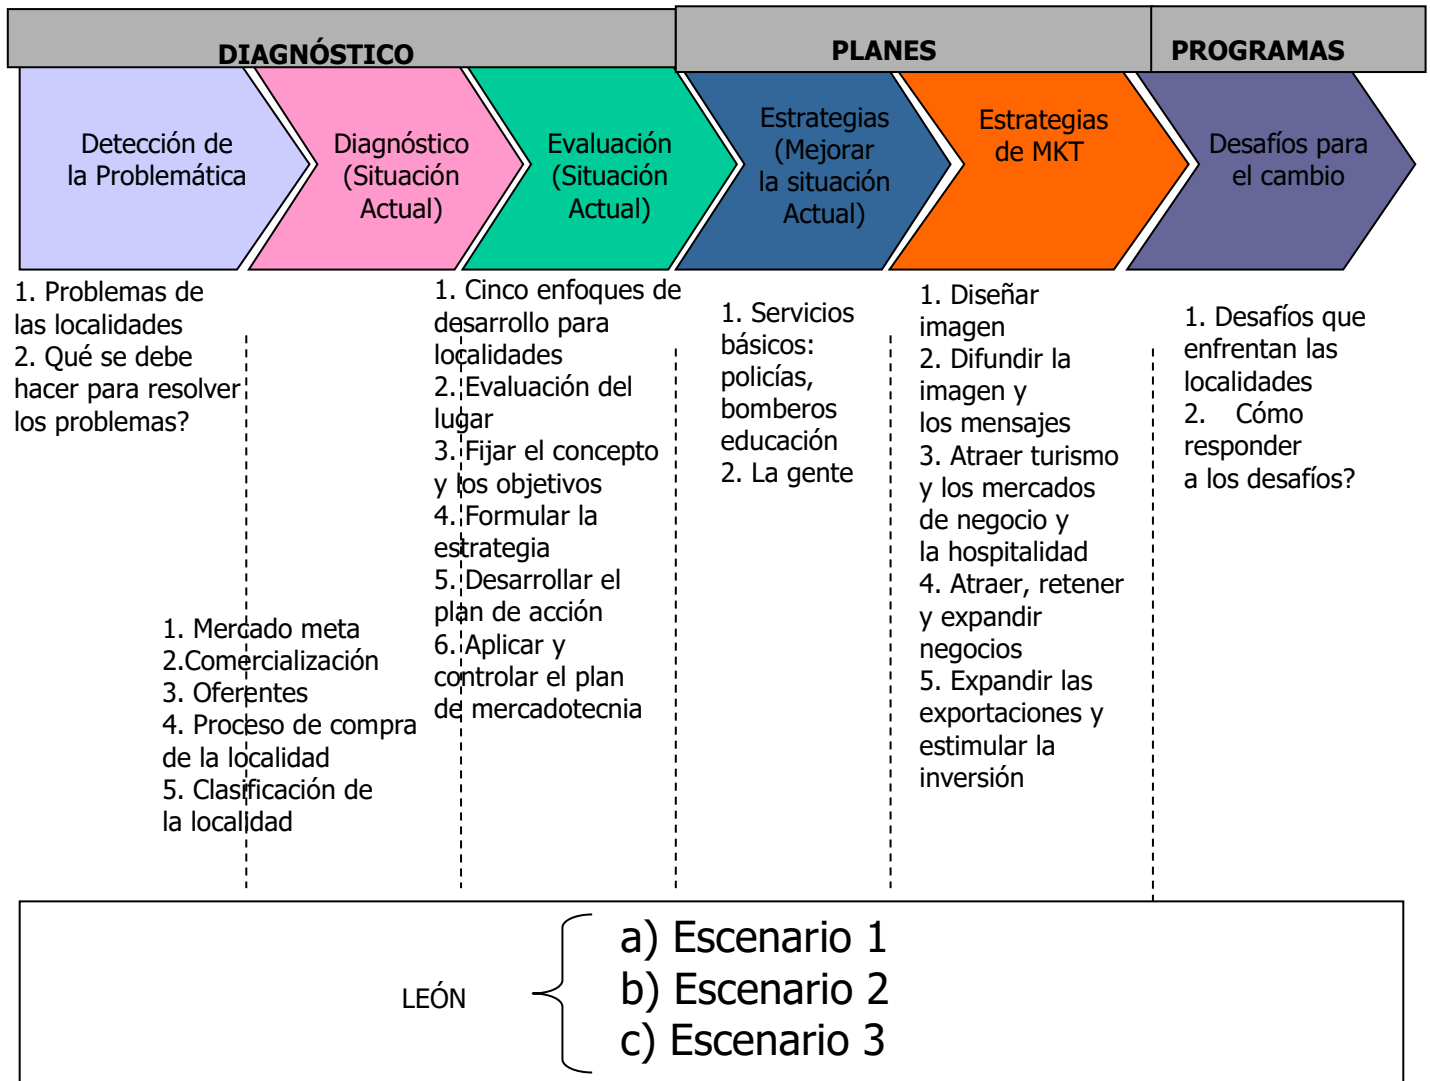 DIAGNÓSTICO
PLANES
PROGRAMAS
Detección de
la Problemática
Diagnóstico
(Situación
Actual)
Evaluación
(Situación
Actual)
Estrategias
(Mejorar
la situación
Actual)
Estrategias
de MKT
Desafíos para
el cambio
1. Problemas de
las localidades
2. Qué se debe
hacer para resolver
los problemas?
1. Mercado meta
2.Comercialización
3. Oferentes
4. Proceso de compra
de la localidad
5. Clasificación de
la localidad
1. Cinco enfoques de
desarrollo para
localidades
2. Evaluación del
lugar
3. Fijar el concepto
y los objetivos
4. Formular la
estrategia
5. Desarrollar el
plan de acción
6. Aplicar y
controlar el plan
de mercadotecnia
1. Servicios
básicos:
policías,
bomberos
educación
2. La gente
1. Diseñar
imagen
2. Difundir la
imagen y
los mensajes
3. Atraer turismo
y los mercados
de negocio y
la hospitalidad
4. Atraer, retener
y expandir
negocios
5. Expandir las
exportaciones y
estimular la
inversión
1. Desafíos que
enfrentan las
localidades
2. Cómo
responder
a los desafíos?
LEÓN
a) Escenario 1
b) Escenario 2
c) Escenario 3